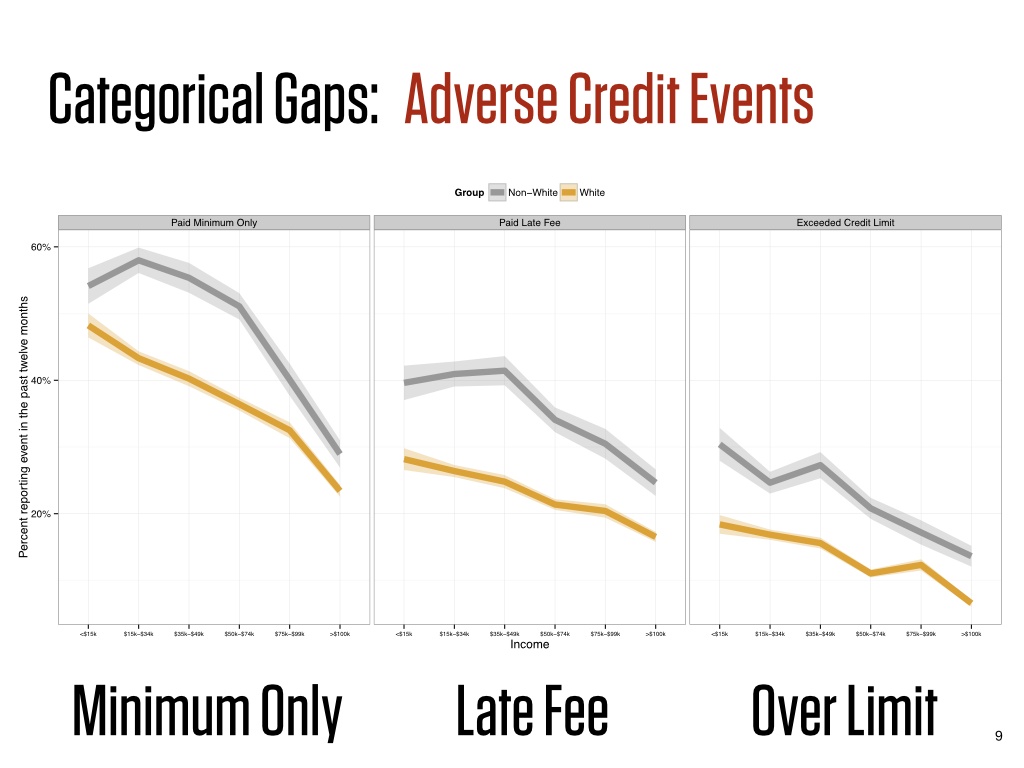 Categorical Gaps: Adverse Credit Events
Group Non−White White
Paid Minimum Only
Paid Late Fee
Exceeded Credit Limit
Percent reporting event in the past twelve months
60%
40%
20%
<$15k $15k−$34k $35k−$49k $50k−$74k $75k−$99k >$100k
<$15k $15k−$34k $35k−$49k $50k−$74k $75k−$99k >$100k
<$15k $15k−$34k $35k−$49k $50k−$74k $75k−$99k >$100k
Income
Minimum Only
Late Fee
Over Limit
9